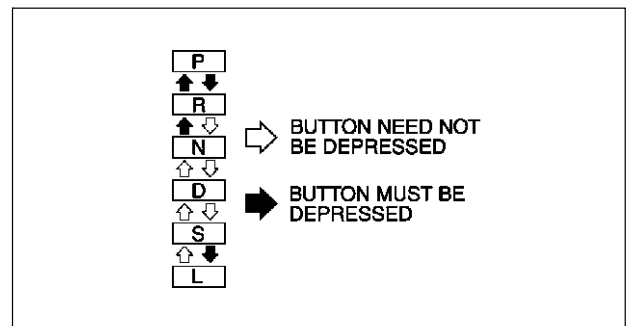 P
R
N
D
S
L
BUTTON NEED NOT
BE DEPRESSED
BUTTON MUST BE
DEPRESSED